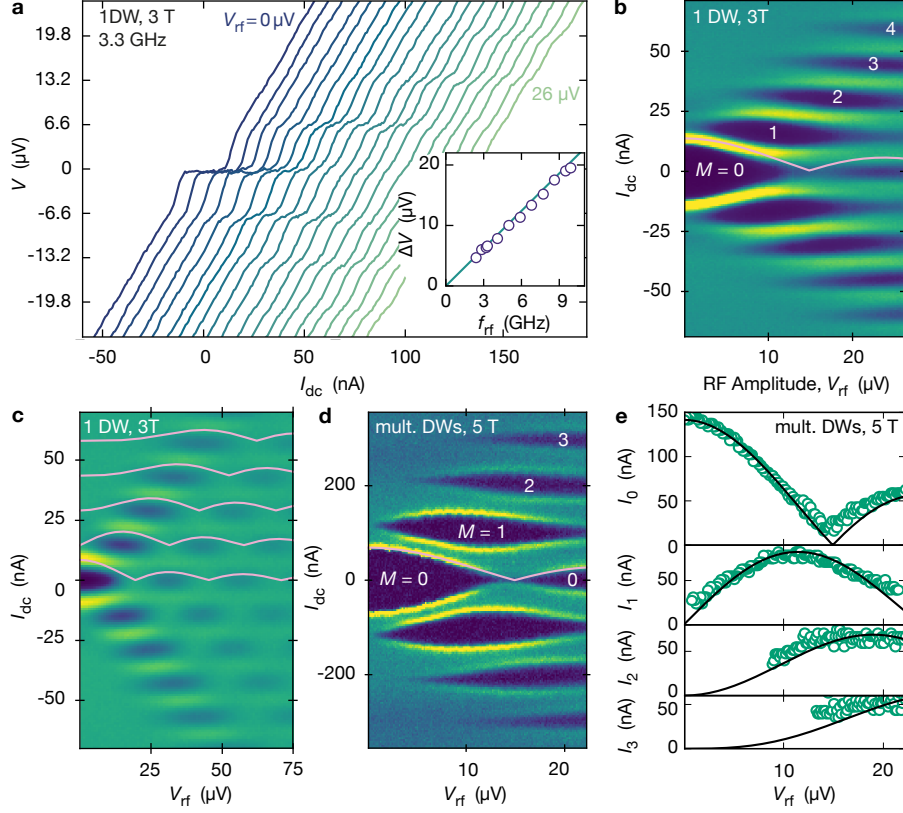 a
1DW, 3 T
3.3 GHz
V_rf = 0 µV
26 µV
19.8
13.2
6.6
0
-6.6
-13.2
-19.8
V (µV)
-50
0
50
100
150
I_dc (nA)
20
10
0
ΔV (µV)
0
3
6
9
f_rf (GHz)
b
1 DW, 3T
4
3
2
1
M = 0
50
25
0
-25
-50
I_dc (nA)
10
20
RF Amplitude, V_rf (µV)
c
1 DW, 3T
50
25
0
-25
-50
I_dc (nA)
25
50
75
V_rf (µV)
d
mult. DWs, 5 T
3
2
M = 1
M = 0
0
200
0
-200
I_dc (nA)
10
20
V_rf (µV)
e
mult. DWs, 5 T
150
100
50
0
I_0 (nA)
50
0
I_1 (nA)
50
0
I_2 (nA)
50
0
I_3 (nA)
10
20
V_rf (µV)